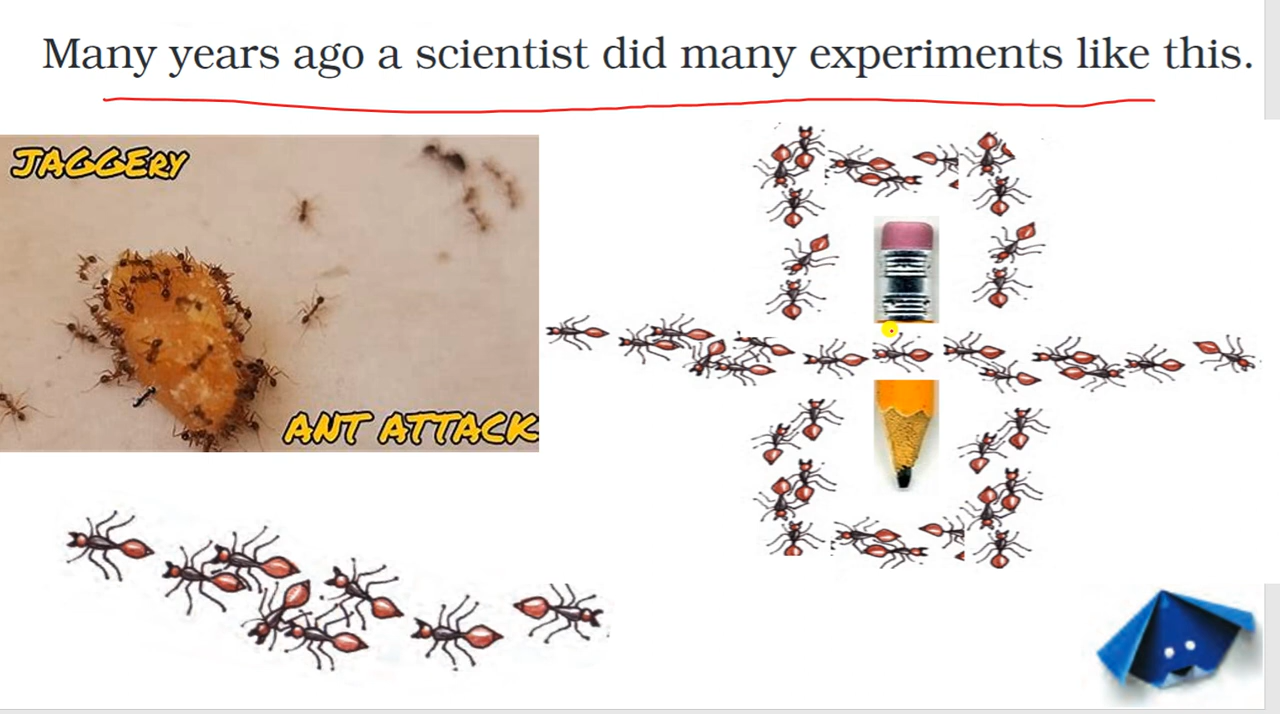 Many years ago a scientist did many experiments like this.
JAGGERY
ANT ATTACK